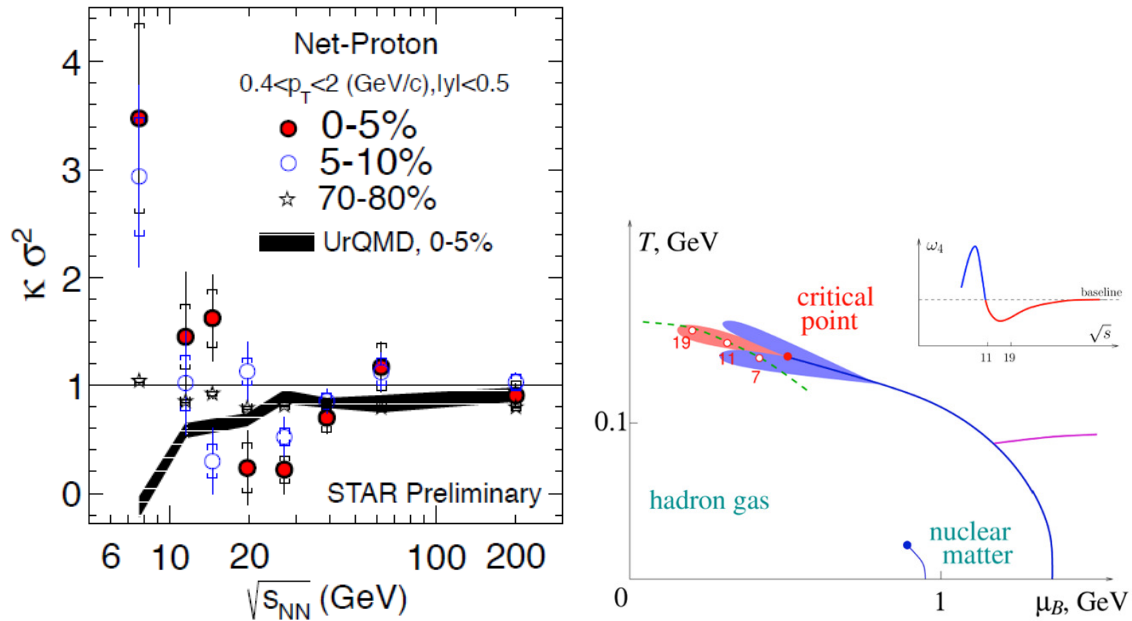 Net-Proton
0.4<p_T<2 (GeV/c),|y|<0.5
0-5%
5-10%
70-80%
UrQMD, 0-5%
4
3
2
1
0
κ σ²
STAR Preliminary
6 10 20 100 200
√s_NN (GeV)
T, GeV
ω₄
baseline
√s
11 19
critical
point
19
11
7
0.1
hadron gas
nuclear
matter
0
1
μ_B, GeV